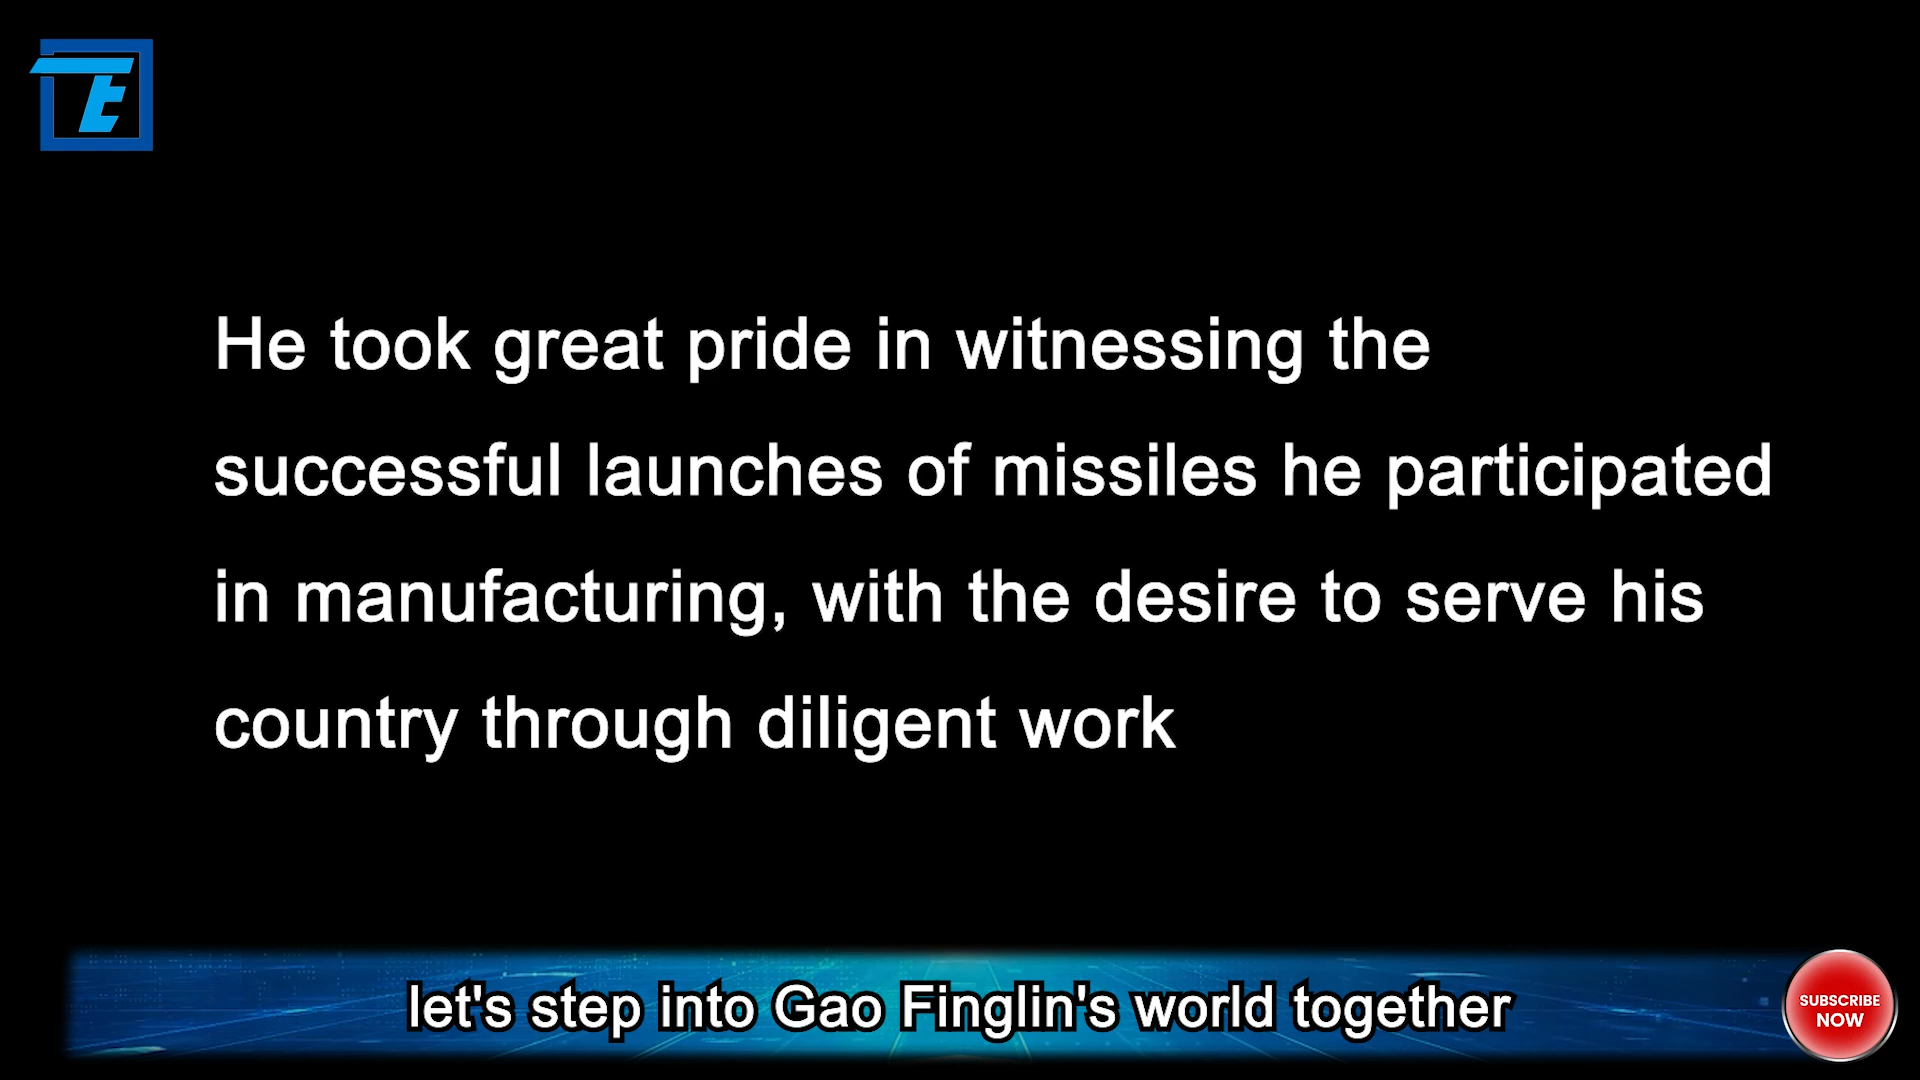 TE
He took great pride in witnessing the
successful launches of missiles he participated
in manufacturing, with the desire to serve his
country through diligent work
let's step into Gao Finglin's world together
SUBSCRIBE
NOW